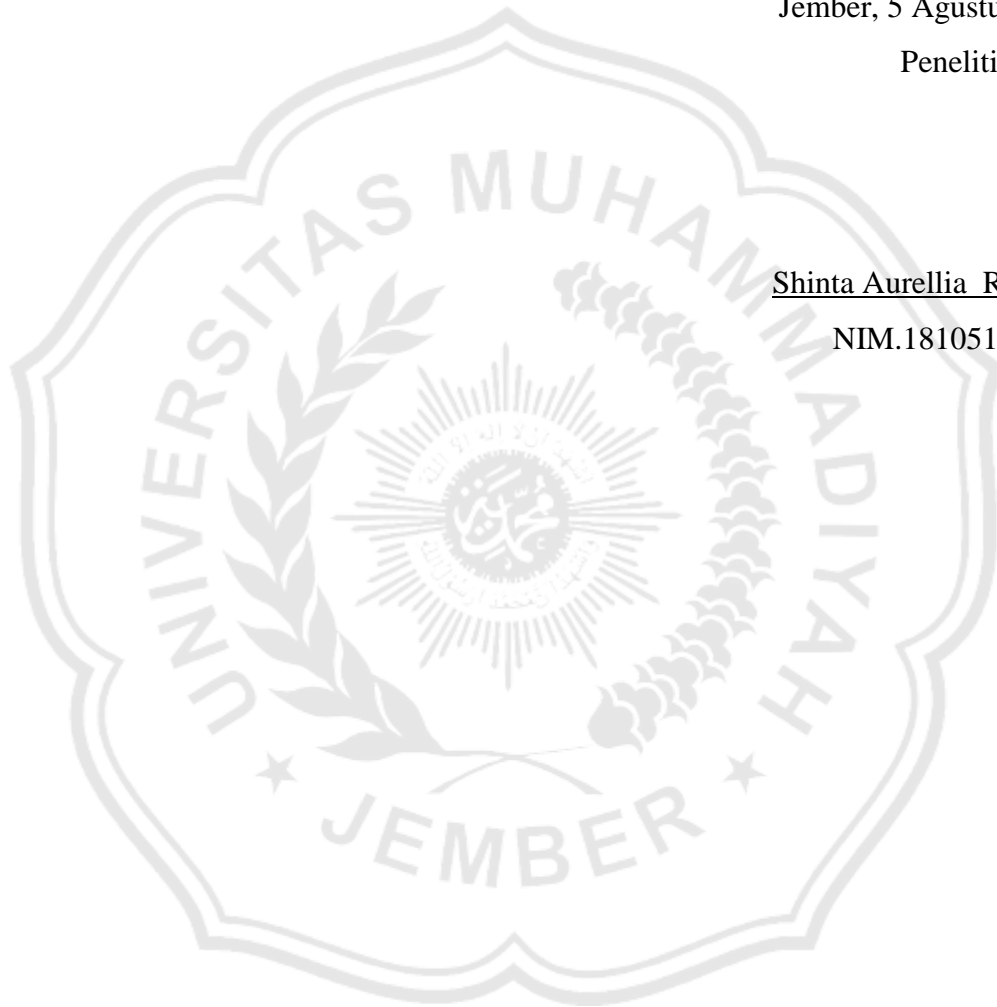 Jember, 5 Agustu
Peneliti
Shinta Aurellia R
NIM.181051
UNIVERSITAS MUHAMMADIYAH
★ JEMBER ★